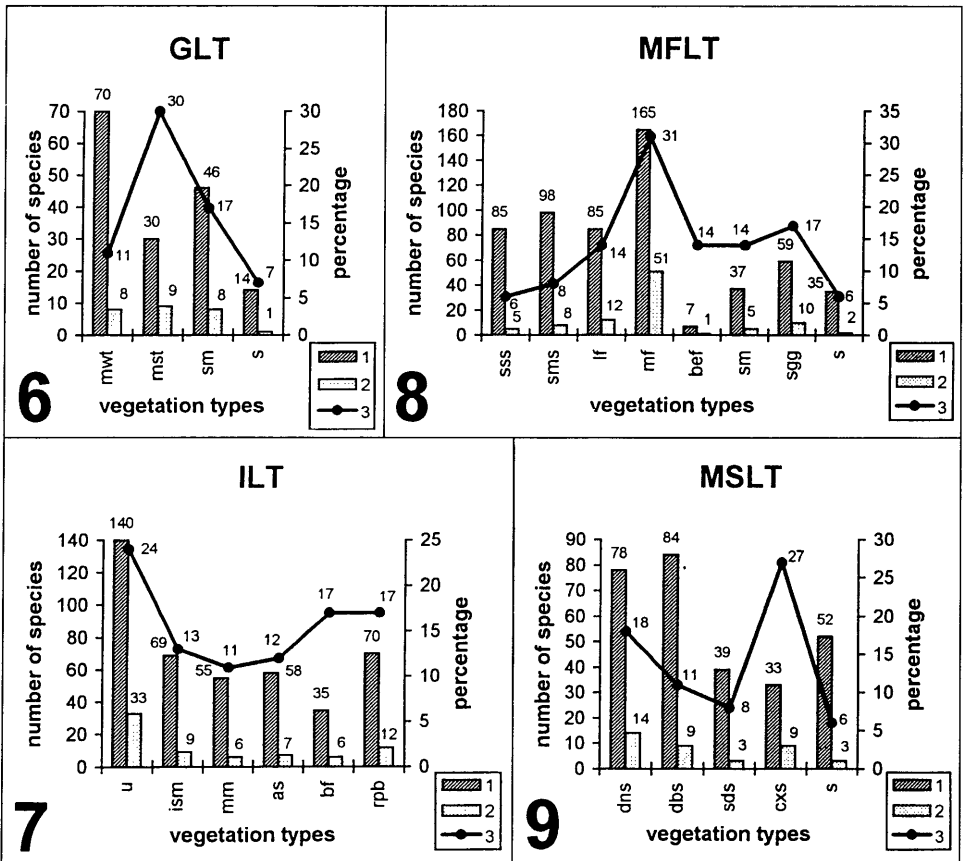 GLT
number of species
70
60
50
40
30
20
10
0
70 8 11
30 9 30
46 8 17
14 1 7
30
25
20
15
10
5
0
percentage
mwt mst sm s
vegetation types
1
2
3
6
MFLT
number of species
180
160
140
120
100
80
60
40
20
0
85 5 6
98 8 8
85 12 14
165 51 31
7 1 14
37 5 14
59 10 17
35 2 6
35
30
25
20
15
10
5
0
percentage
sss sms lf mf bef sm sgg s
vegetation types
1
2
3
8
ILT
number of species
140
120
100
80
60
40
20
0
140 33 24
69 9 13
55 6 11
58 7 12
35 6 17
70 12 17
25
20
15
10
5
0
percentage
u ism mm as bf rpb
vegetation types
1
2
3
7
MSLT
number of species
90
80
70
60
50
40
30
20
10
0
78 14 18
84 9 11
39 3 8
33 9 27
52 3 6
30
25
20
15
10
5
0
percentage
dns dbs sds cxs s
vegetation types
1
2
3
9